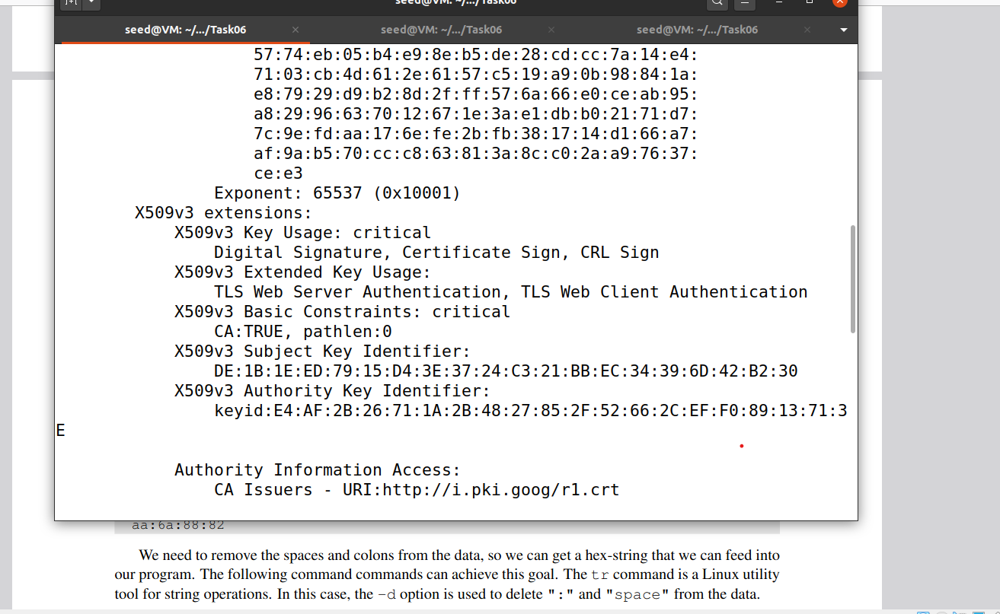 seed@VM: ~/.../Task06
seed@VM: ~/.../Task06 seed@VM: ~/.../Task06 seed@VM: ~/.../Task06
57:74:eb:05:b4:e9:8e:b5:de:28:cd:cc:7a:14:e4:
71:03:cb:4d:61:2e:61:57:c5:19:a9:0b:98:84:1a:
e8:79:29:d9:b2:8d:2f:ff:57:6a:66:e0:ce:ab:95:
a8:29:96:63:70:12:67:1e:3a:e1:db:b0:21:71:d7:
7c:9e:fd:aa:17:6e:fe:2b:fb:38:17:14:d1:66:a7:
af:9a:b5:70:cc:c8:63:81:3a:8c:c0:2a:a9:76:37:
ce:e3
Exponent: 65537 (0x10001)
X509v3 extensions:
X509v3 Key Usage: critical
Digital Signature, Certificate Sign, CRL Sign
X509v3 Extended Key Usage:
TLS Web Server Authentication, TLS Web Client Authentication
X509v3 Basic Constraints: critical
CA:TRUE, pathlen:0
X509v3 Subject Key Identifier:
DE:1B:1E:ED:79:15:D4:3E:37:24:C3:21:BB:EC:34:39:6D:42:B2:30
X509v3 Authority Key Identifier:
keyid:E4:AF:2B:26:71:1A:2B:48:27:85:2F:52:66:2C:EF:F0:89:13:71:3
E
Authority Information Access:
CA Issuers - URI:http://i.pki.goog/r1.crt
aa:6a:88:82
We need to remove the spaces and colons from the data, so we can get a hex-string that we can feed into
our program. The following command commands can achieve this goal. The tr command is a Linux utility
tool for string operations. In this case, the -d option is used to delete ":" and "space" from the data.